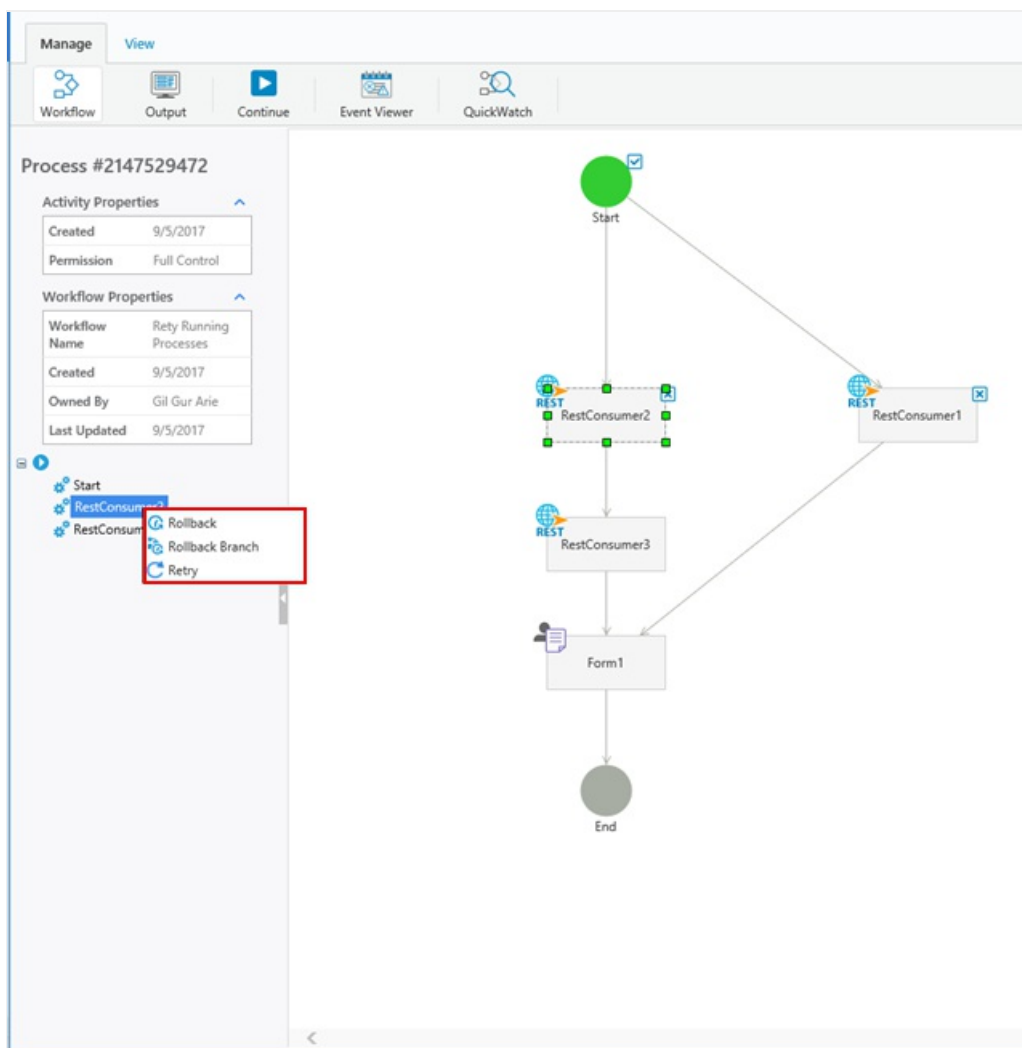 Manage View
Workflow Output Continue Event Viewer QuickWatch
Process #2147529472
Activity Properties
Created 9/5/2017
Permission Full Control
Workflow Properties
Workflow Name Rety Running Processes
Created 9/5/2017
Owned By Gil Gur Arie
Last Updated 9/5/2017
Start
RestConsumer2
RestConsum
Rollback
Rollback Branch
Retry
Start
REST
RestConsumer2
REST
RestConsumer1
REST
RestConsumer3
Form1
End